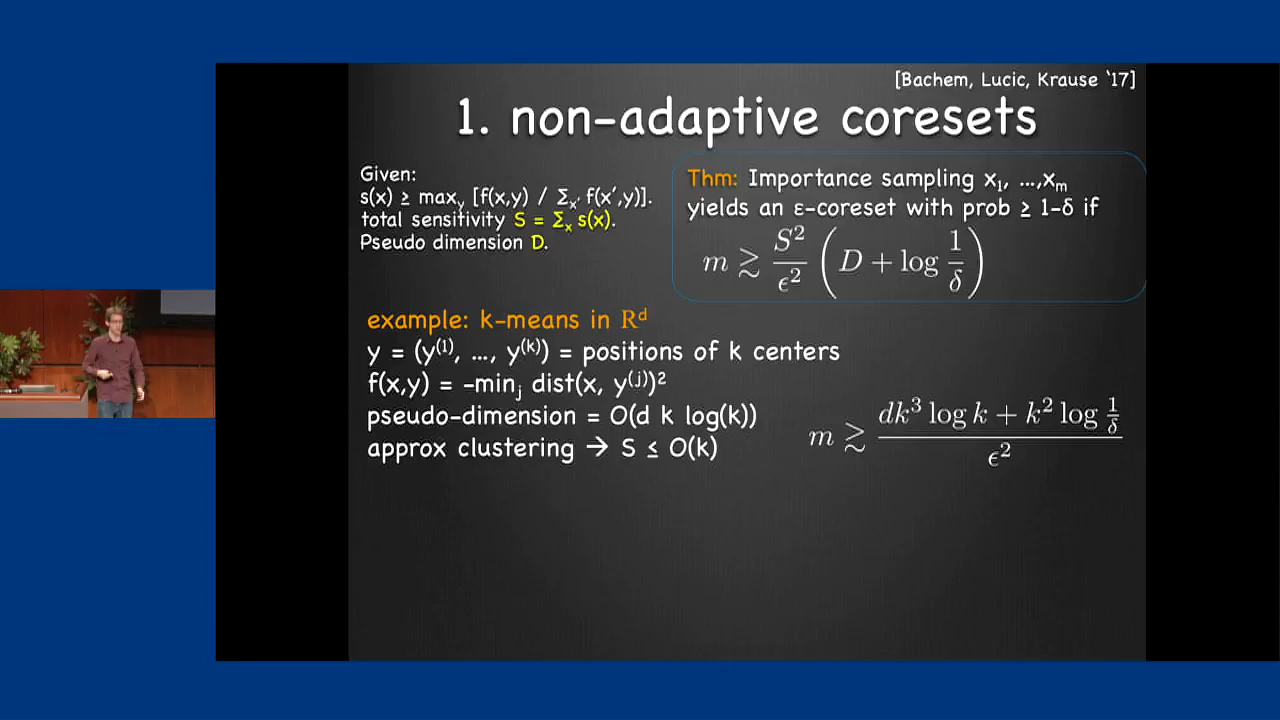 [Bachem, Lucic, Krause ‘17]
1. non-adaptive coresets
Given:
s(x) ≥ max_y [f(x,y) / Σ_x' f(x',y)].
total sensitivity S = Σ_x s(x).
Pseudo dimension D.
Thm: Importance sampling x₁, ...,x_m
yields an ε-coreset with prob ≥ 1-δ if
m ≳ S²/ϵ² (D + log 1/δ)
example: k-means in ℝᵈ
y = (y⁽¹⁾, ..., y⁽ᵏ⁾) = positions of k centers
f(x,y) = -min_j dist(x, y⁽ʲ⁾)²
pseudo-dimension = O(d k log(k))
approx clustering → S ≤ O(k)
m ≳ (dk³ log k + k² log 1/δ)/ϵ²